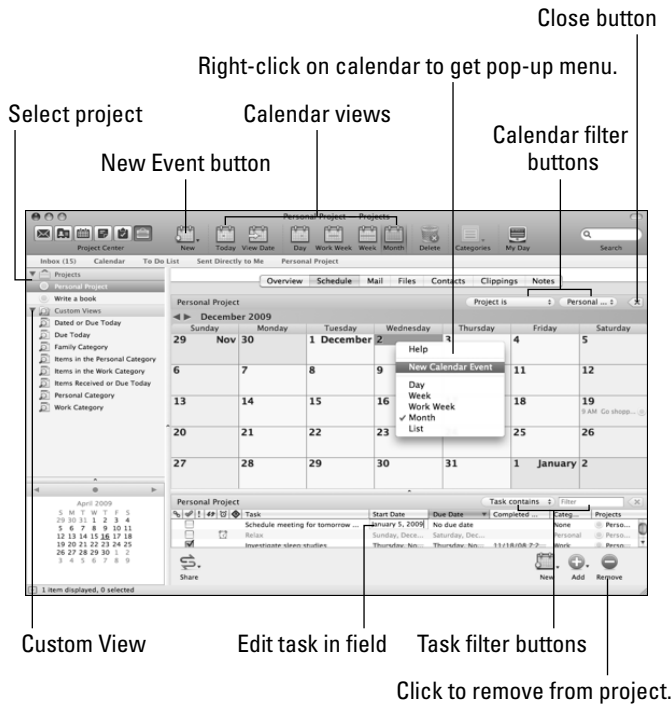 Close button
Right-click on calendar to get pop-up menu.
Select project
Calendar views
Calendar filter
buttons
New Event button
Personal Project — Projects
Project Center
New Today View Date Day Work Week Week Month Delete Categories My Day Search
Inbox (15) Calendar To Do List Sent Directly to Me Personal Project
Projects
Personal Project
Write a book
Custom Views
Dated or Due Today
Due Today
Family Category
Items in the Personal Category
Items in the Work Category
Items Received or Due Today
Personal Category
Work Category
Overview Schedule Mail Files Contacts Clippings Notes
Personal Project Project is Personal ...
December 2009
Sunday Monday Tuesday Wednesday Thursday Friday Saturday
29 Nov 30 1 December 2 3 4 5
6 7 8 9 11 12
13 14 15 16 18 19
9 AM Go shopp...
20 21 22 23 25 26
27 28 29 30 31 1 January 2
Help
New Calendar Event
Day
Week
Work Week
✓ Month
List
April 2009
S M T W T F S
29 30 31 1 2 3 4
5 6 7 8 9 10 11
12 13 14 15 16 17 18
19 20 21 22 23 24 25
26 27 28 29 30 1 2
3 4 5 6 7 8 9
Personal Project Task contains Filter
Task Start Date Due Date Completed ... Categ... Projects
Schedule meeting for tomorrow ... January 5, 2009 No due date None Perso...
Relax Sunday, Dece... Saturday, Dec... Personal Perso...
Investigate sleep studies Thursday, No... Thursday, No... 11/18/08 7:2... Work Perso...
Share New Add Remove
1 item displayed, 0 selected
Custom View
Edit task in field
Task filter buttons
Click to remove from project.